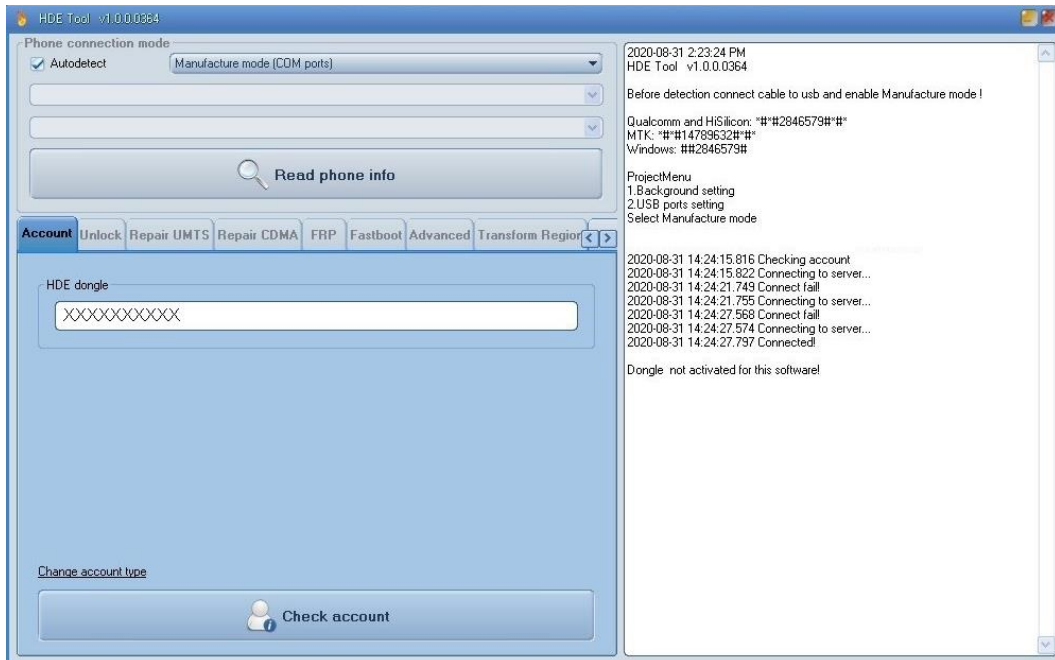 HDE Tool v1.0.0.0364
Phone connection mode
Autodetect
Manufacture mode (COM ports)
Read phone info
Account
Unlock
Repair UMTS
Repair CDMA
FRP
Fastboot
Advanced
Transform Region
HDE dongle
XXXXXXXXXX
Change account type
Check account
2020-08-31 2:23:24 PM
HDE Tool v1.0.0.0364
Before detection connect cable to usb and enable Manufacture mode !
Qualcomm and HiSilicon: *#*#2846579#*#*
MTK: *#*#14789632#*#*
Windows: ##2846579#
ProjectMenu
1.Background setting
2.USB ports setting
Select Manufacture mode
2020-08-31 14:24:15.816 Checking account
2020-08-31 14:24:15.822 Connecting to server...
2020-08-31 14:24:21.749 Connect fail!
2020-08-31 14:24:21.755 Connecting to server...
2020-08-31 14:24:27.568 Connect fail!
2020-08-31 14:24:27.574 Connecting to server...
2020-08-31 14:24:27.797 Connected!
Dongle not activated for this software!